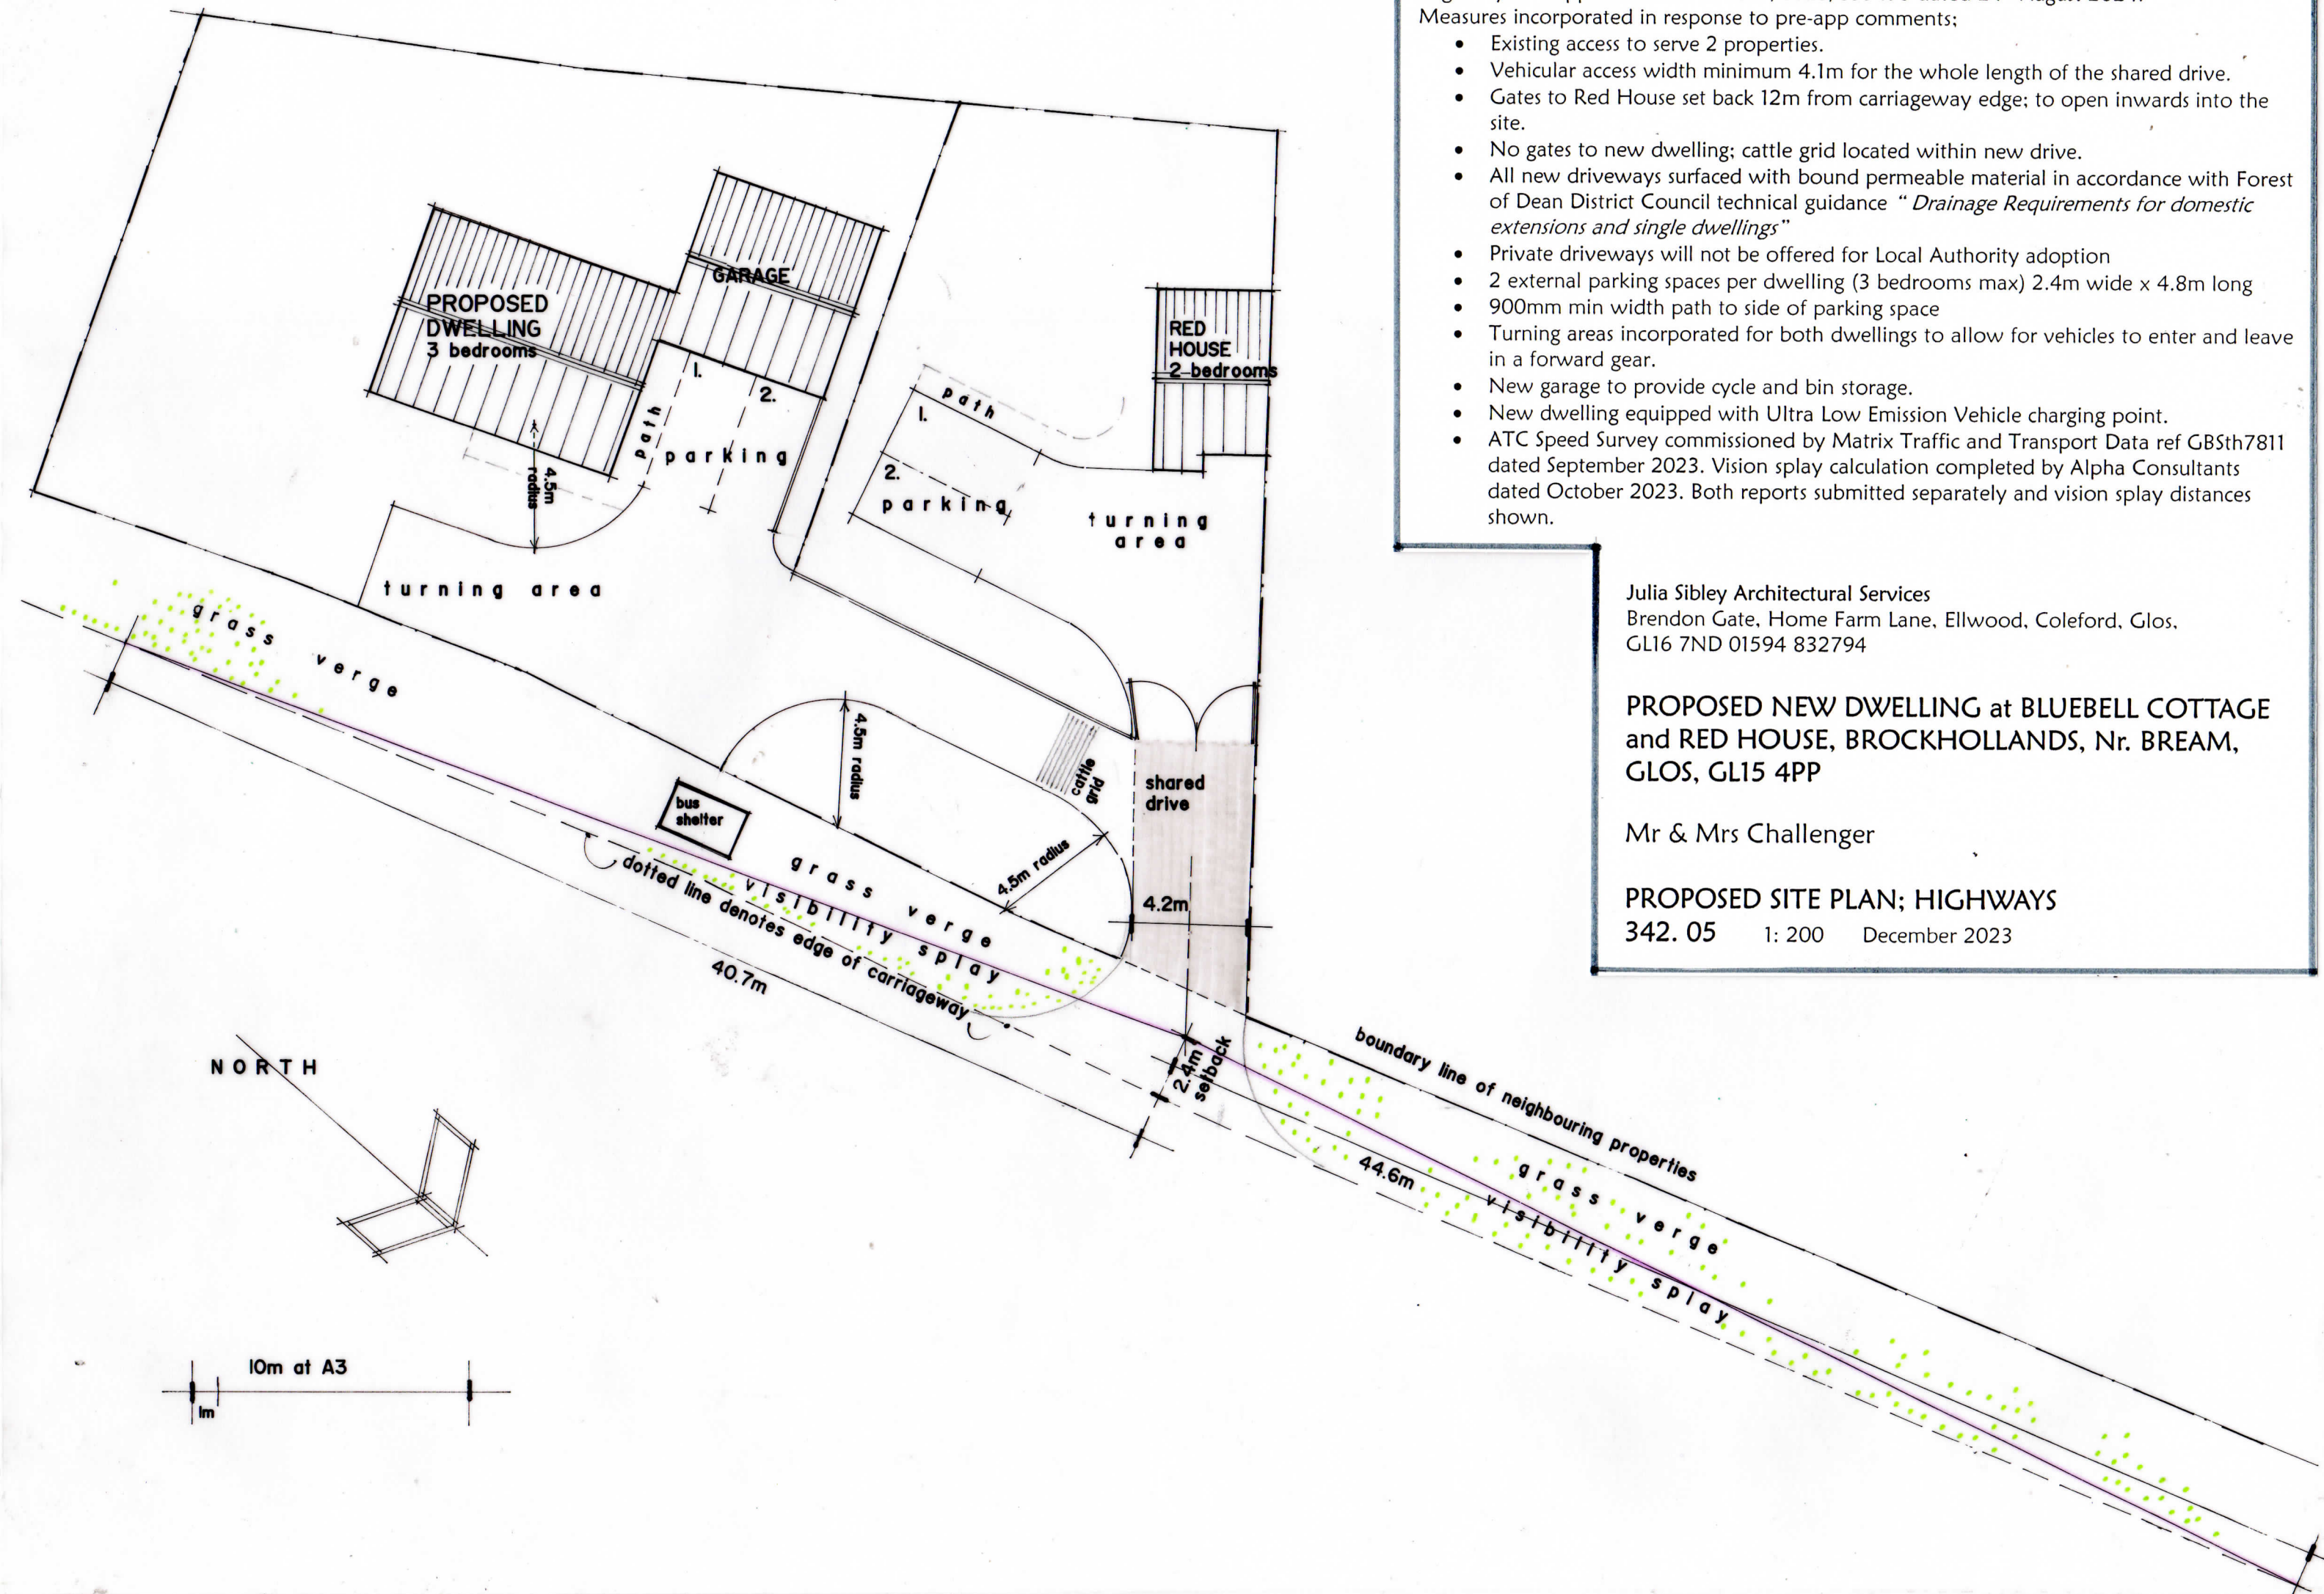 Measures incorporated in response to pre-app comments;
• Existing access to serve 2 properties.
• Vehicular access width minimum 4.1m for the whole length of the shared drive.
• Gates to Red House set back 12m from carriageway edge; to open inwards into the
site.
• No gates to new dwelling; cattle grid located within new drive.
• All new driveways surfaced with bound permeable material in accordance with Forest
of Dean District Council technical guidance “ Drainage Requirements for domestic
extensions and single dwellings”
• Private driveways will not be offered for Local Authority adoption
• 2 external parking spaces per dwelling (3 bedrooms max) 2.4m wide x 4.8m long
• 900mm min width path to side of parking space
• Turning areas incorporated for both dwellings to allow for vehicles to enter and leave
in a forward gear.
• New garage to provide cycle and bin storage.
• New dwelling equipped with Ultra Low Emission Vehicle charging point.
• ATC Speed Survey commissioned by Matrix Traffic and Transport Data ref GBSth7811
dated September 2023. Vision splay calculation completed by Alpha Consultants
dated October 2023. Both reports submitted separately and vision splay distances
shown.
Julia Sibley Architectural Services
Brendon Gate, Home Farm Lane, Ellwood, Coleford, Glos,
GL16 7ND 01594 832794
PROPOSED NEW DWELLING at BLUEBELL COTTAGE
and RED HOUSE, BROCKHOLLANDS, Nr. BREAM,
GLOS, GL15 4PP
Mr & Mrs Challenger
PROPOSED SITE PLAN; HIGHWAYS
342. 05 1: 200 December 2023
GARAGE
PROPOSED
DWELLING
3 bedrooms
RED
HOUSE
2 bedrooms
1.
2.
path
parking
4.5m
radius
path
1.
2.
parking
turning
area
turning area
grass
verge
4.5m radius
cattle
grid
shared
drive
bus
shelter
4.5m radius
4.2m
grass verge
visibility splay
dotted line denotes edge of carriageway
40.7m
2.4m
setback
boundary line of neighbouring properties
44.6m
grass verge
visibility splay
NORTH
10m at A3
1m